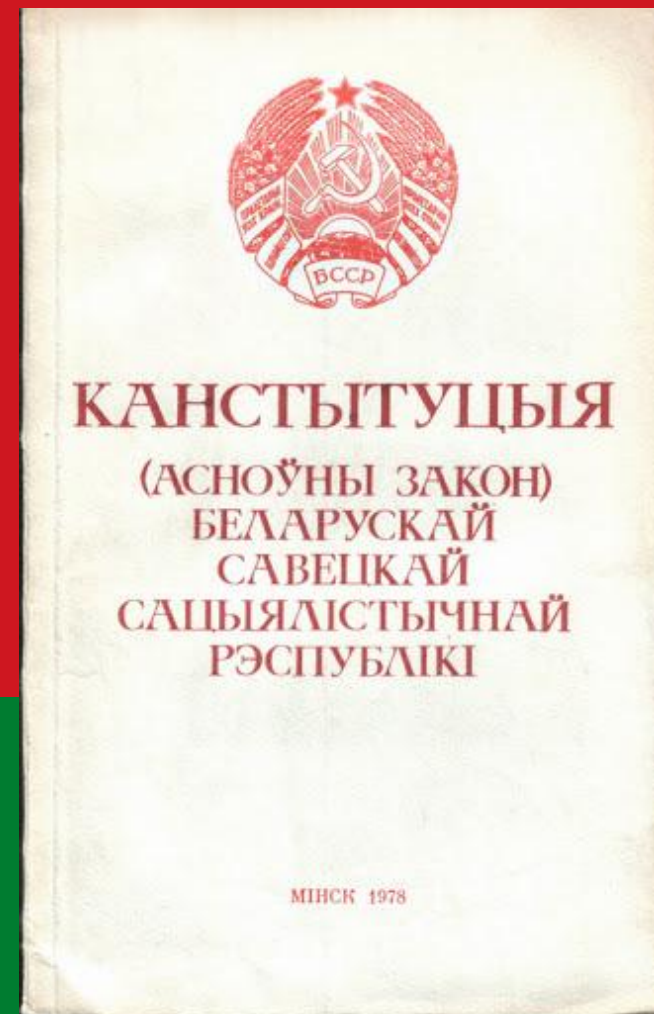 БССР
КАНСТЫТУЦЫЯ
(АСНОЎНЫ ЗАКОН)
БЕЛАРУСКАЙ
САВЕЦКАЙ
САЦЫЯЛІСТЫЧНАЙ
РЭСПУБЛІКІ
МІНСК 1978